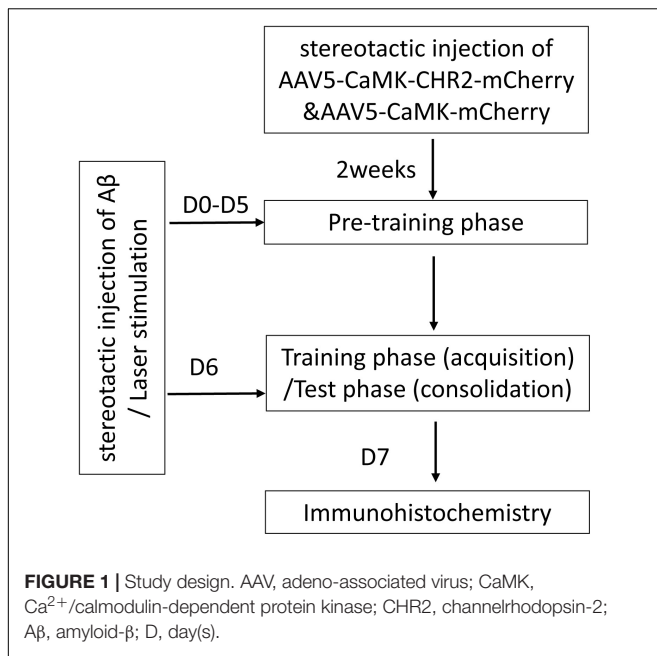 stereotactic injection of
AAV5-CaMK-CHR2-mCherry
&AAV5-CaMK-mCherry
2weeks
stereotactic injection of Aβ
/ Laser stimulation
D0-D5
Pre-training phase
D6
Training phase (acquisition)
/Test phase (consolidation)
D7
Immunohistochemistry
FIGURE 1 | Study design. AAV, adeno-associated virus; CaMK,
Ca²⁺/calmodulin-dependent protein kinase; CHR2, channelrhodopsin-2;
Aβ, amyloid-β; D, day(s).